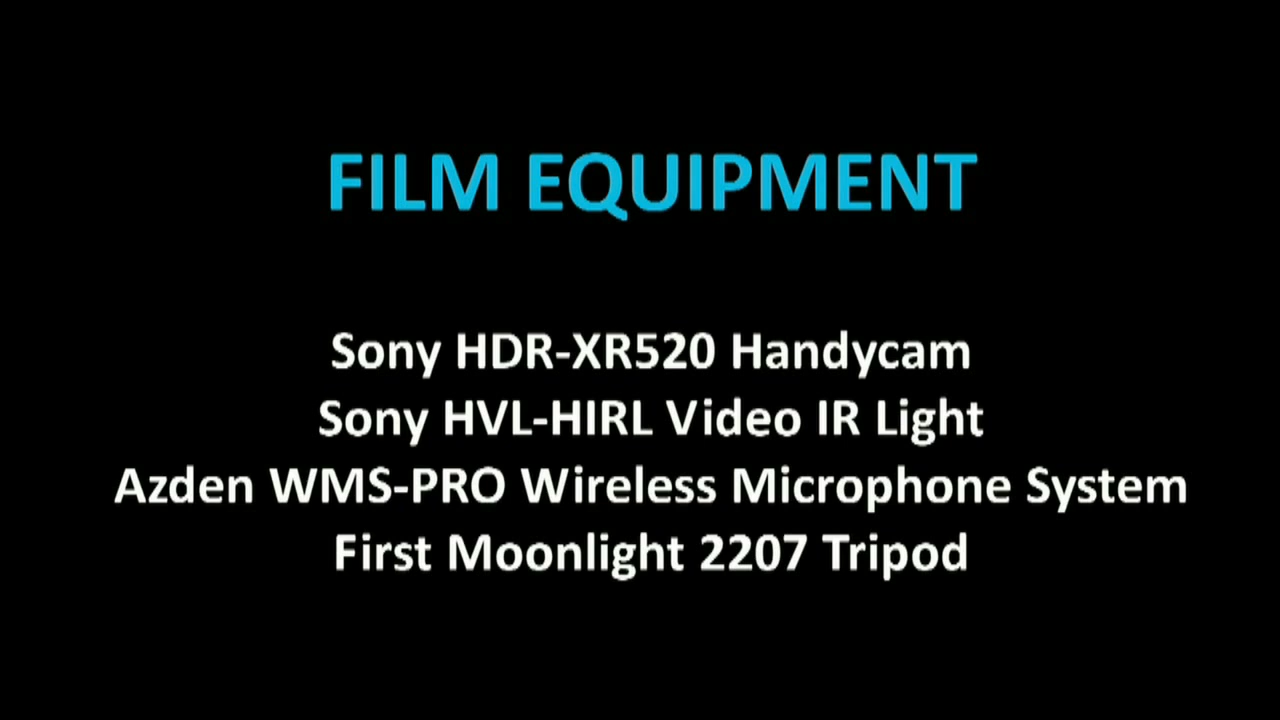 FILM EQUIPMENT
Sony HDR-XR520 Handycam
Sony HVL-HIRL Video IR Light
Azden WMS-PRO Wireless Microphone System
First Moonlight 2207 Tripod